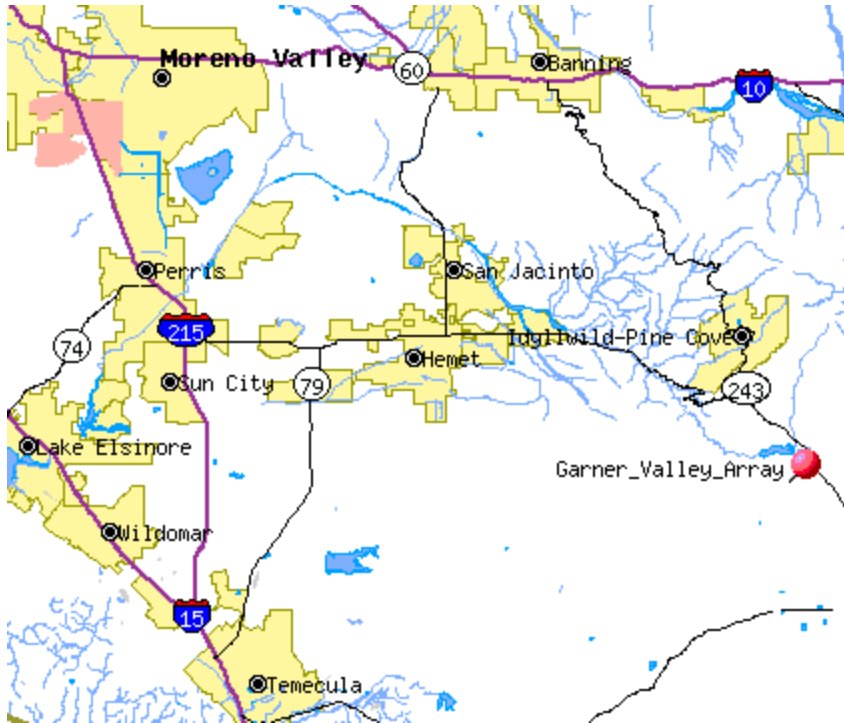 Moreno Valley
60
Banning
10
Perris
San Jacinto
215
74
Idyllwild-Pine Cove
Hemet
Sun City
79
243
Lake Elsinore
Garner_Valley_Array
Wildomar
15
Temecula